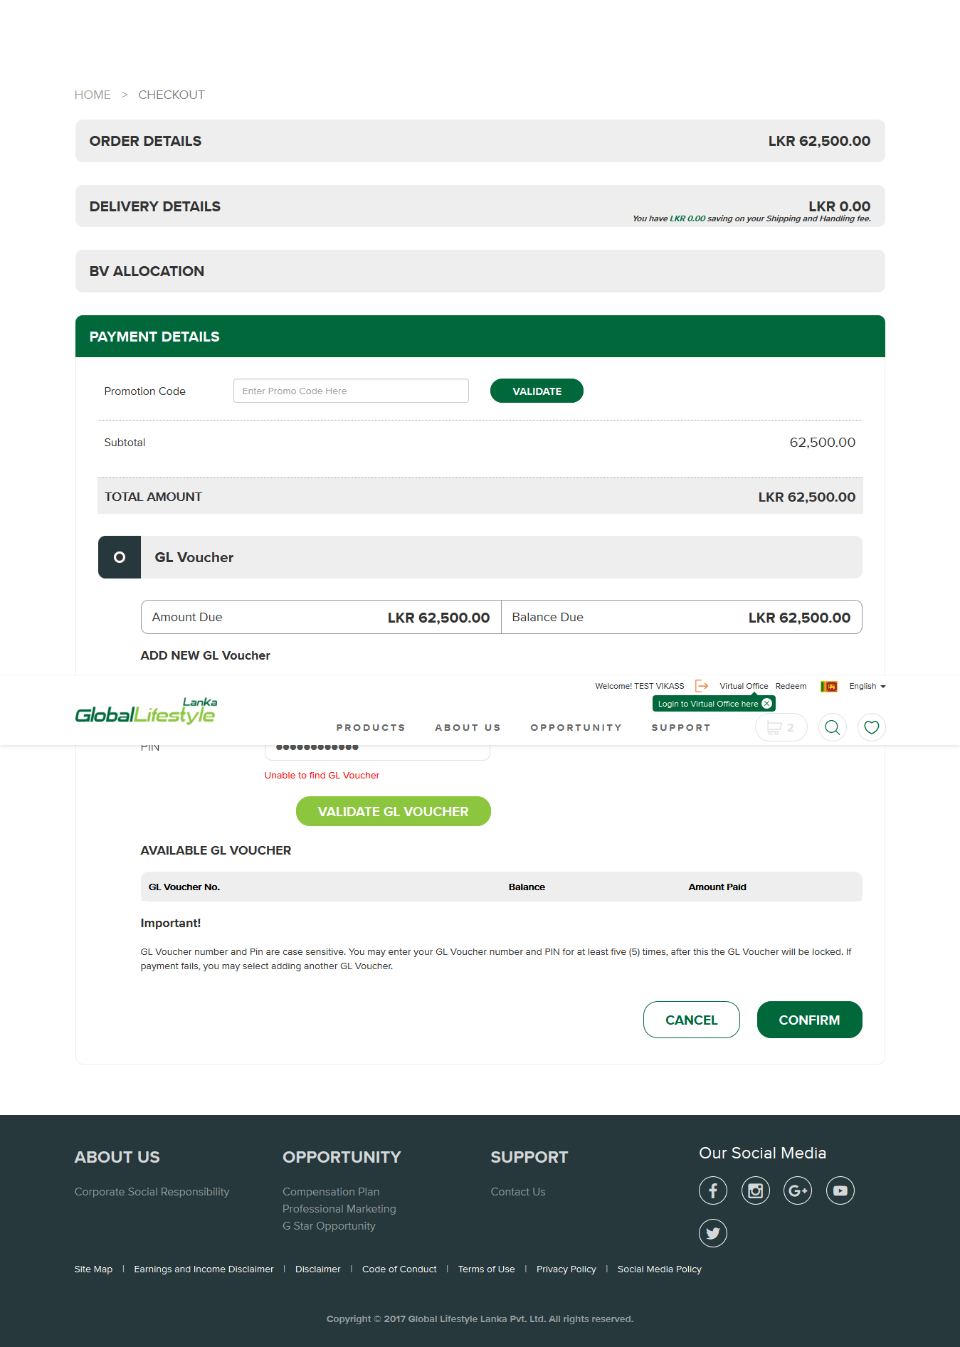 HOME > CHECKOUT
ORDER DETAILS LKR 62,500.00
DELIVERY DETAILS LKR 0.00
You have LKR 0.00 saving on your Shipping and Handling fee.
BV ALLOCATION
PAYMENT DETAILS
Promotion Code Enter Promo Code Here VALIDATE
Subtotal 62,500.00
TOTAL AMOUNT LKR 62,500.00
GL Voucher
Amount Due LKR 62,500.00 Balance Due LKR 62,500.00
ADD NEW GL Voucher
Welcome! TEST VIKASS Virtual Office Redeem English
Login to Virtual Office here
Lanka
GlobalLifestyle
PRODUCTS ABOUT US OPPORTUNITY SUPPORT 2
PIN ••••••••••••
Unable to find GL Voucher
VALIDATE GL VOUCHER
AVAILABLE GL VOUCHER
GL Voucher No. Balance Amount Paid
Important!
GL Voucher number and Pin are case sensitive. You may enter your GL Voucher number and PIN for at least five (5) times, after this the GL Voucher will be locked. If
payment fails, you may select adding another GL Voucher.
CANCEL CONFIRM
ABOUT US OPPORTUNITY SUPPORT Our Social Media
Corporate Social Responsibility Compensation Plan Contact Us
Professional Marketing
G Star Opportunity
Site Map | Earnings and Income Disclaimer | Disclaimer | Code of Conduct | Terms of Use | Privacy Policy | Social Media Policy
Copyright © 2017 Global Lifestyle Lanka Pvt. Ltd. All rights reserved.